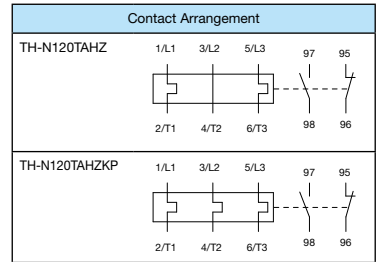 Contact Arrangement
TH-N120TAHZ
1/L1 3/L2 5/L3 97 95
2/T1 4/T2 6/T3 98 96
TH-N120TAHZKP
1/L1 3/L2 5/L3 97 95
2/T1 4/T2 6/T3 98 96